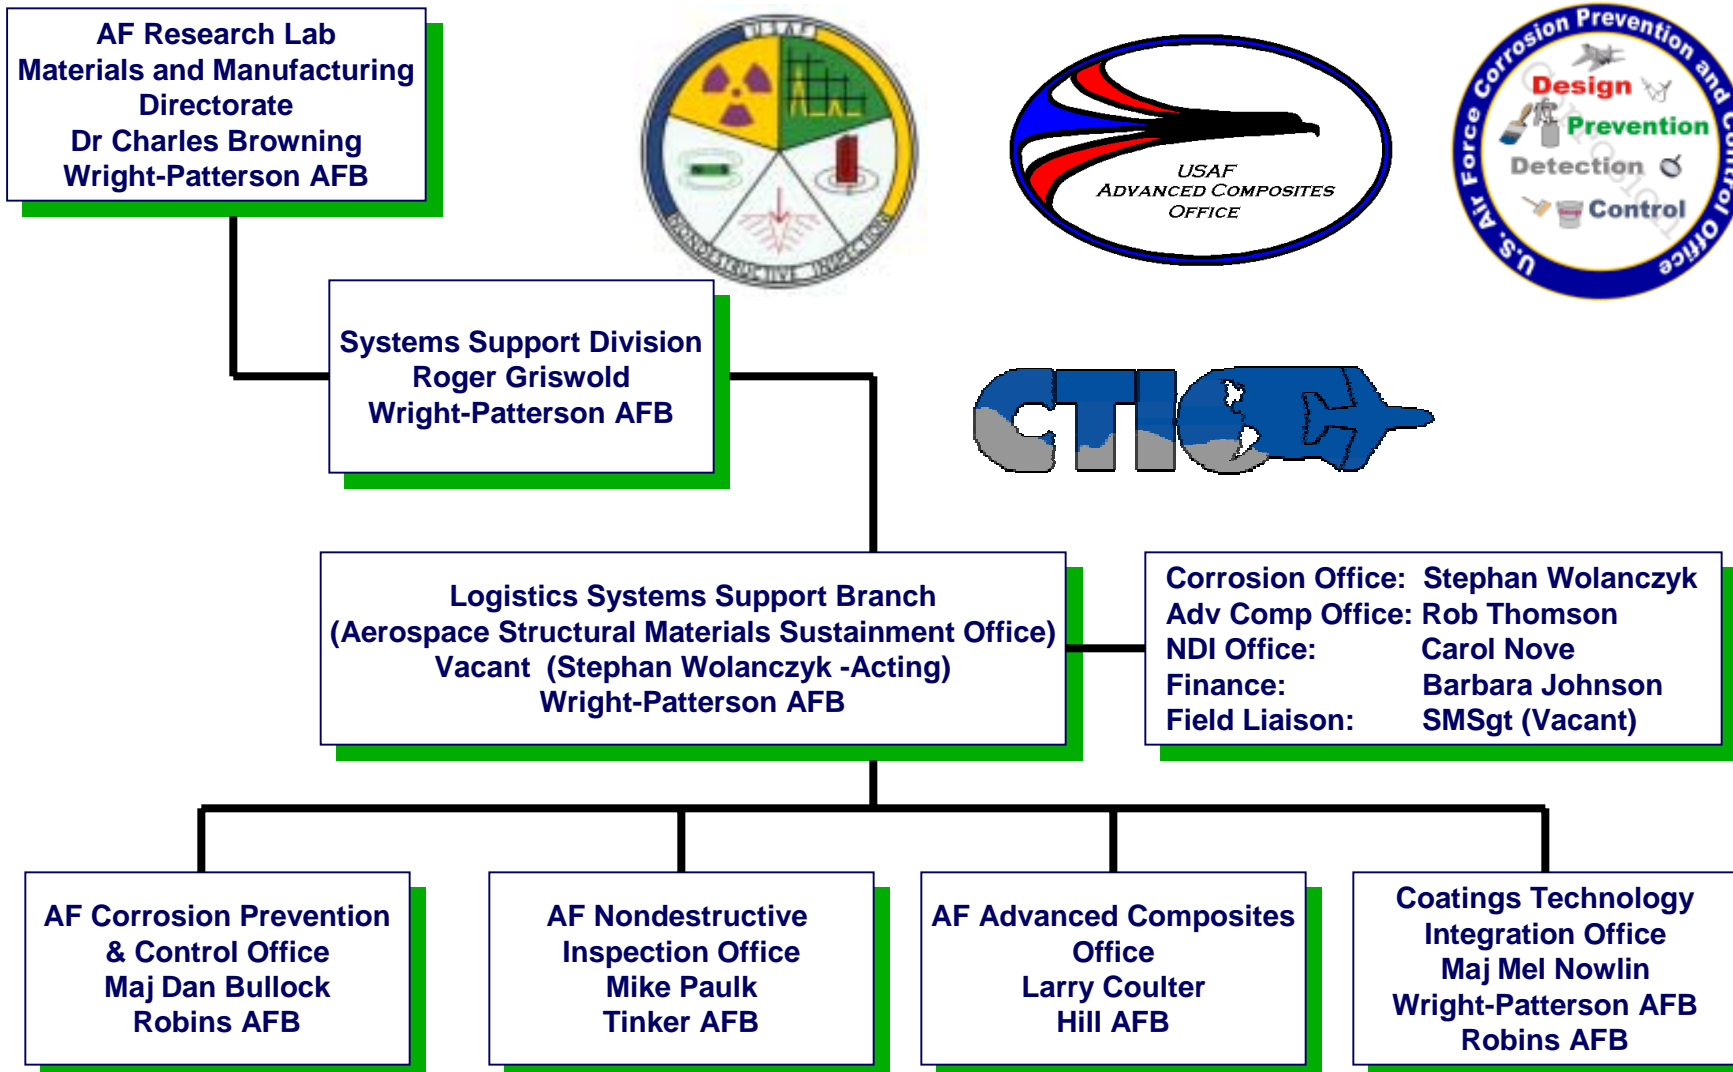 AF Research Lab
Materials and Manufacturing
Directorate
Dr Charles Browning
Wright-Patterson AFB
USAF
NONDESTRUCTIVE INSPECTION
USAF
ADVANCED COMPOSITES
OFFICE
U.S. Air Force Corrosion Prevention and Control Office
Design
Prevention
Detection
Control
Corrosion
Systems Support Division
Roger Griswold
Wright-Patterson AFB
CTIO
Logistics Systems Support Branch
(Aerospace Structural Materials Sustainment Office)
Vacant (Stephan Wolanczyk -Acting)
Wright-Patterson AFB
Corrosion Office: Stephan Wolanczyk
Adv Comp Office: Rob Thomson
NDI Office: Carol Nove
Finance: Barbara Johnson
Field Liaison: SMSgt (Vacant)
AF Corrosion Prevention
& Control Office
Maj Dan Bullock
Robins AFB
AF Nondestructive
Inspection Office
Mike Paulk
Tinker AFB
AF Advanced Composites
Office
Larry Coulter
Hill AFB
Coatings Technology
Integration Office
Maj Mel Nowlin
Wright-Patterson AFB
Robins AFB